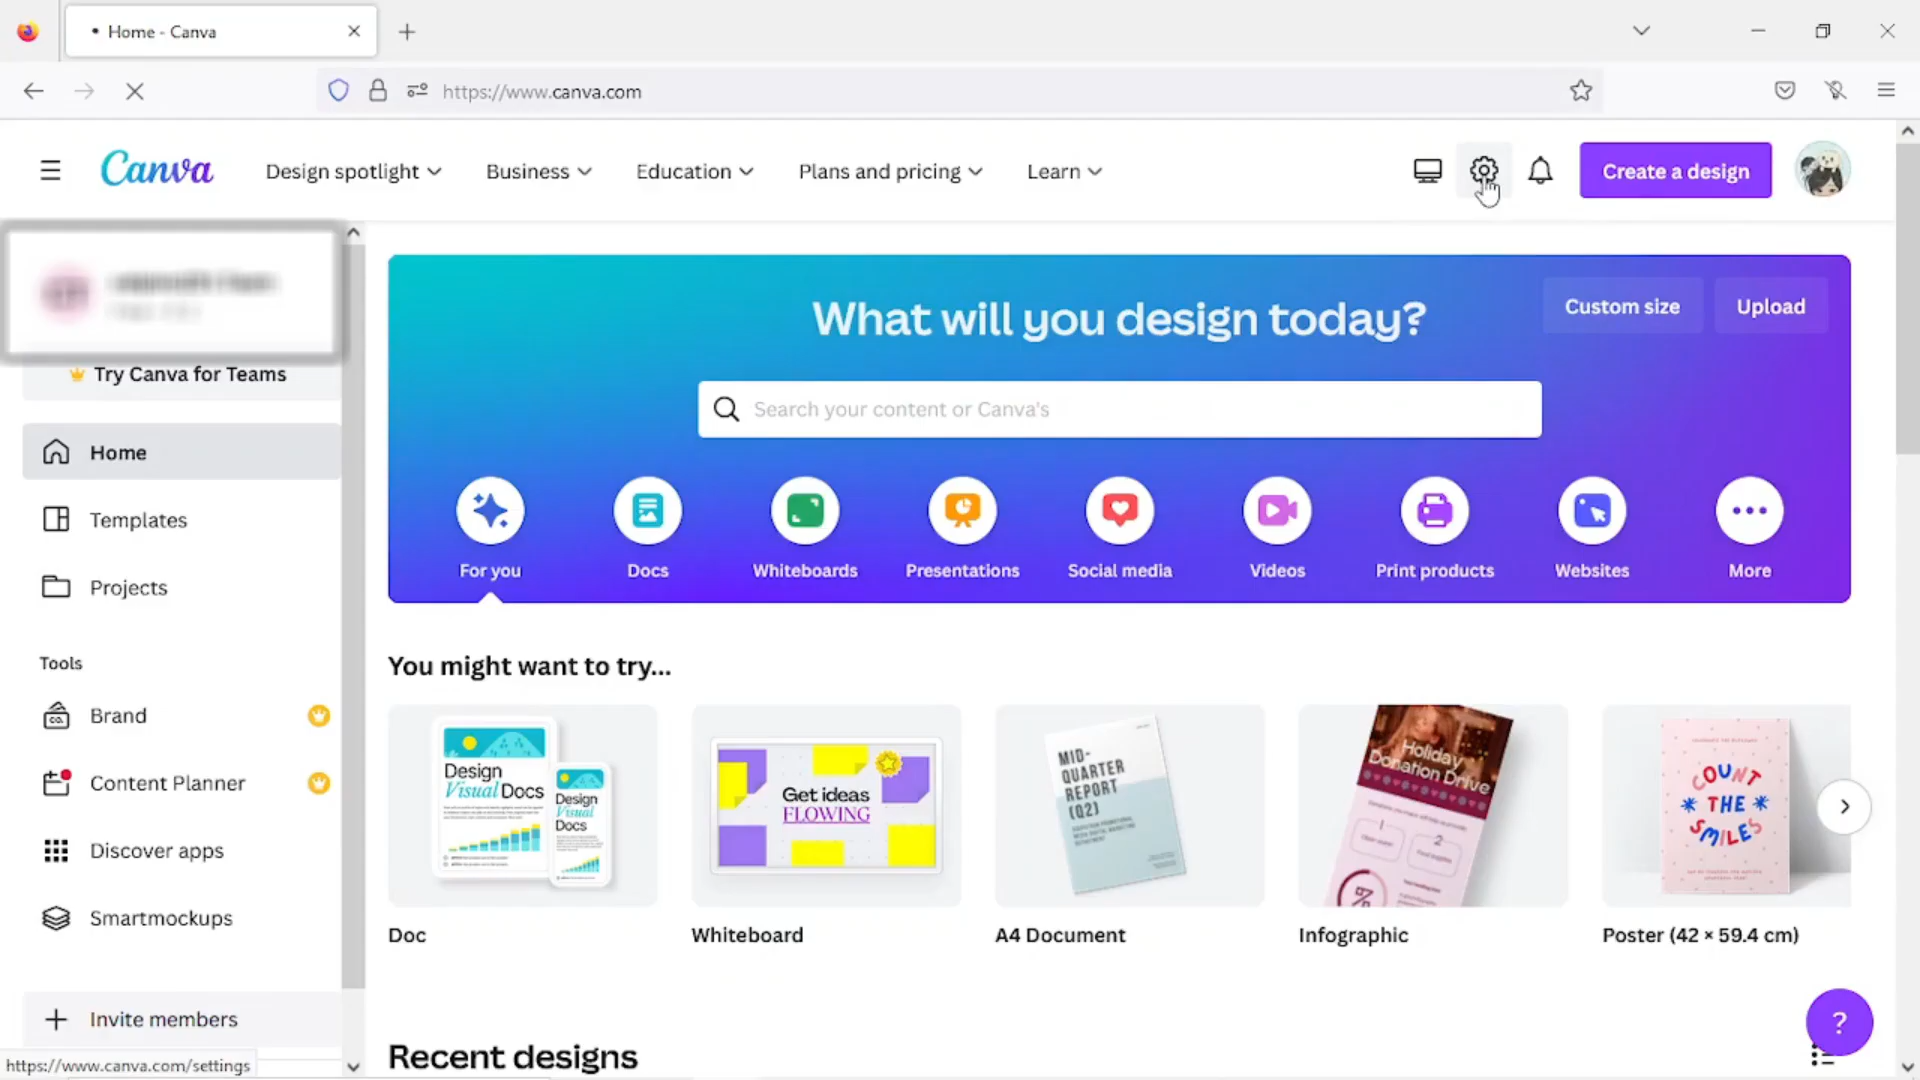 Home - Canva
https://www.canva.com
Canva
Design spotlight
Business
Education
Plans and pricing
Learn
Create a design
Try Canva for Teams
Home
Templates
Projects
Tools
Brand
Content Planner
Discover apps
Smartmockups
Invite members
https://www.canva.com/settings
What will you design today?
Custom size
Upload
Search your content or Canva's
For you
Docs
Whiteboards
Presentations
Social media
Videos
Print products
Websites
More
You might want to try...
Design
Visual Docs
Design
Visual
Docs
Get ideas
FLOWING
MID-
QUARTER
REPORT
(Q2)
Holiday
Donation Drive
1
2
COUNT
THE
SMILES
Doc
Whiteboard
A4 Document
Infographic
Poster (42 × 59.4 cm)
?
Recent designs